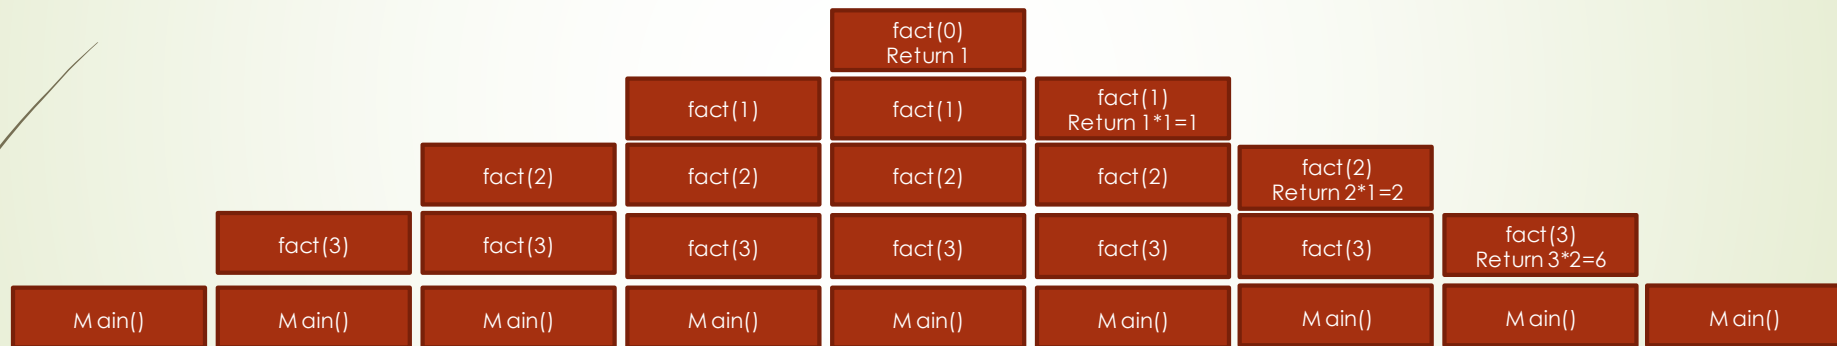 fact(0)
Return 1
fact(1)
fact(1)
fact(1)
Return 1*1=1
fact(2)
fact(2)
fact(2)
fact(2)
fact(2)
Return 2*1=2
fact(3)
fact(3)
fact(3)
fact(3)
fact(3)
fact(3)
fact(3)
Return 3*2=6
Main()
Main()
Main()
Main()
Main()
Main()
Main()
Main()
Main()